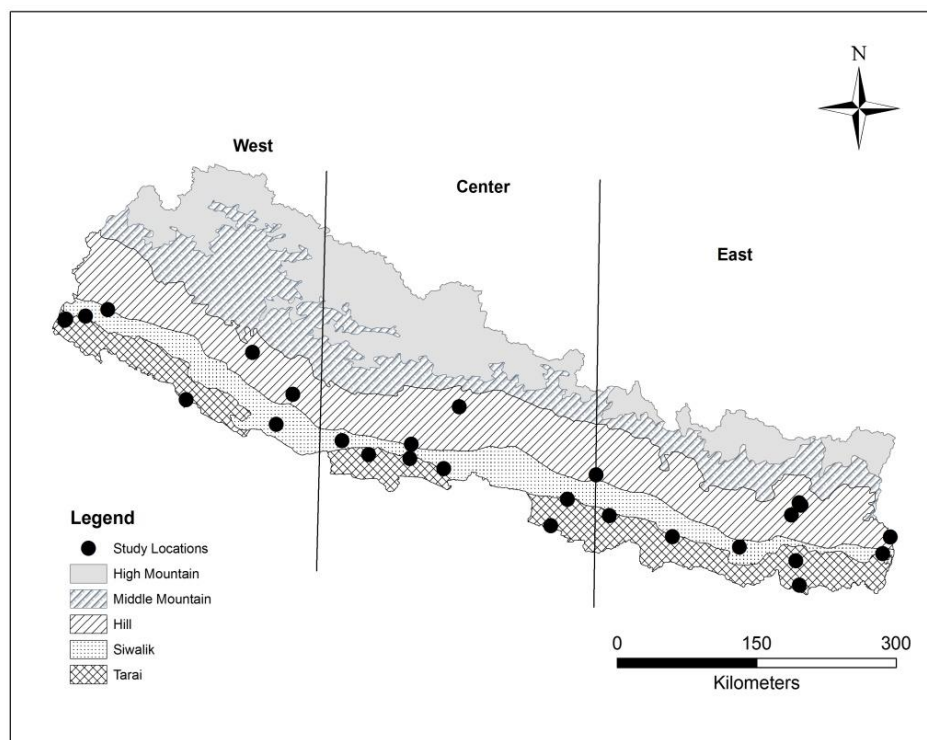 N
West
Center
East
Legend
Study Locations
High Mountain
Middle Mountain
Hill
Siwalik
Tarai
0 150 300
Kilometers